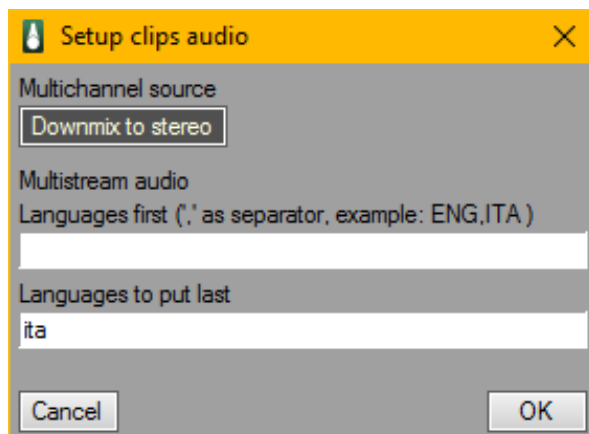 Setup clips audio
Multichannel source
Downmix to stereo
Multistream audio
Languages first (',' as separator, example: ENG,ITA )
Languages to put last
ita
Cancel OK